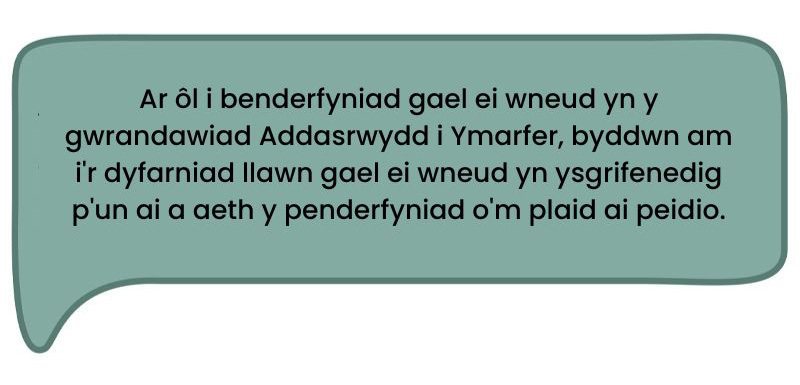 Ar ôl i benderfyniad gael ei wneud yn y
gwrandawiad Addasrwydd i Ymarfer, byddwn am
i'r dyfarniad llawn gael ei wneud yn ysgrifenedig
p'un ai a aeth y penderfyniad o'm plaid ai peidio.